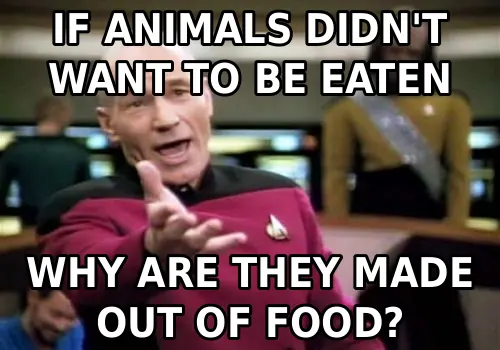 IF ANIMALS DIDN'T
WANT TO BE EATEN
WHY ARE THEY MADE
OUT OF FOOD?